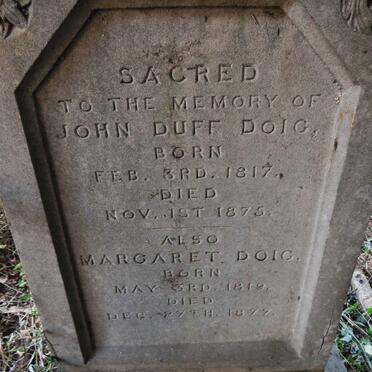 SACRED
TO THE MEMORY OF
JOHN DUFF DOIG,
BORN
FEB. 3RD. 1817,
DIED
NOV. 1ST 1875.
ALSO
MARGARET DOIG,
BORN
MAY 3RD. 1819,
DIED
DEC. 27TH. 1877.